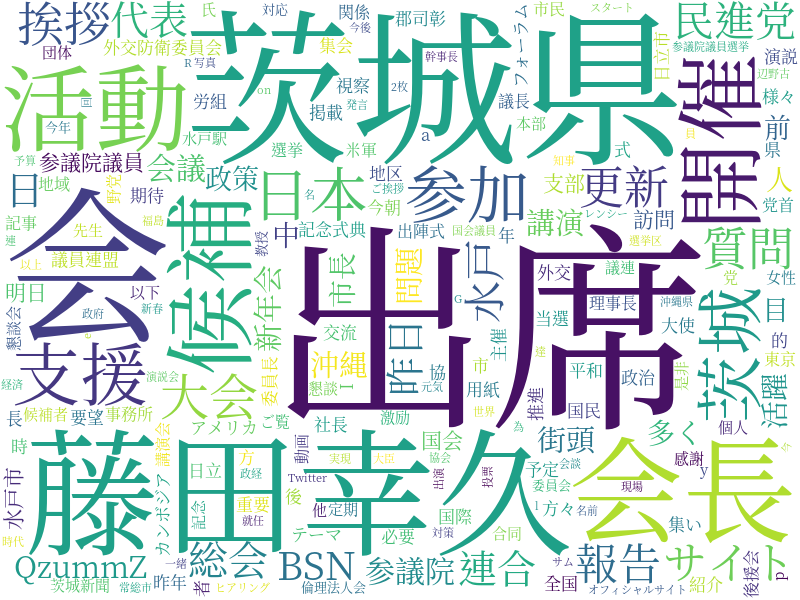 挨拶
代表
氏
対応
今後
関係
市民
スタート
郡司彰
外交防衛委員会
集会
フォーラム
参議院議員選挙
民進党
団体
R
写真
幹事長
2枚
日立市
演説
辺野古
活動
茨城県
開催
様々
on
視察
労組
掲載
発言
議長
回
今年
水戸駅
選挙
a
本部
前
県
員
予算
参議院議員
会議
米軍
式
政策
日本
参加
知事
更新
人
日
地域
野党
期待
名
地区
ご挨拶
支部
党首
今朝
レンシー
記事
蓮
福島
教授
記念式典
出陣式
国会議員
講演
訪問
選挙区
会
先生
候補
中
年
質問
議員連盟
新年会
市長
問題
水戸
外交
議連
党
女性
以上
明日
以下
政府
G
理事長
沖縄県
茨城
目
懇談会
新春
e
交流
昨日
主催
当選
大使
的
東京
支援
大会
沖縄
出席
経済
演説会
委員長
懇談
I
協
市
達
平和
政治
是非
活躍
長
候補者
要望
事務所
元気
用紙
推進
国民
アメリカ
ご覧
社長
激励
世界
為
個人
時
藤田幸久
会長
講演会
カンボジア
動画
国会
街頭
多く
感謝
今
水戸市
日立
方
政経
実現
大臣
協会
予定
会談
y
Twitter
出演
投票
委員会
現場
記念
重要
後
他
定期
国際
l
方々
名前
就任
テーマ
必要
対策
合同
集い
後援会
時代
QzummZ
総会
BSN
参議院
連合
報告
サイト
一緒
サム
全国
紹介
p
茨城新聞
常総市
昨年
者
ヒアリング
倫理法人会
オフィシャルサイト